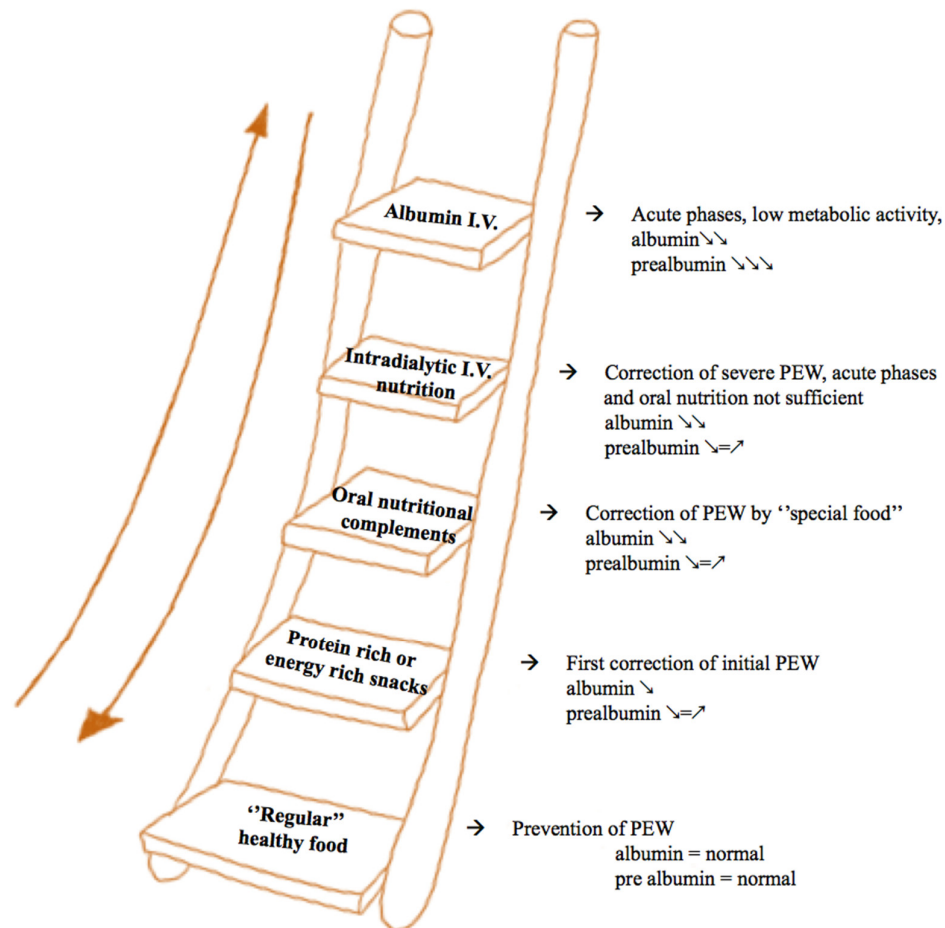 Albumin I.V.
→ Acute phases, low metabolic activity,
albumin↘↘
prealbumin ↘↘↘
Intradialytic I.V.
nutrition
→ Correction of severe PEW, acute phases
and oral nutrition not sufficient
albumin ↘↘
prealbumin ↘=↗
Oral nutritional
complements
→ Correction of PEW by ‘’special food’’
albumin ↘↘
prealbumin ↘=↗
Protein rich or
energy rich snacks
→ First correction of initial PEW
albumin ↘
prealbumin ↘=↗
‘’Regular’’
healthy food
→ Prevention of PEW
albumin = normal
pre albumin = normal